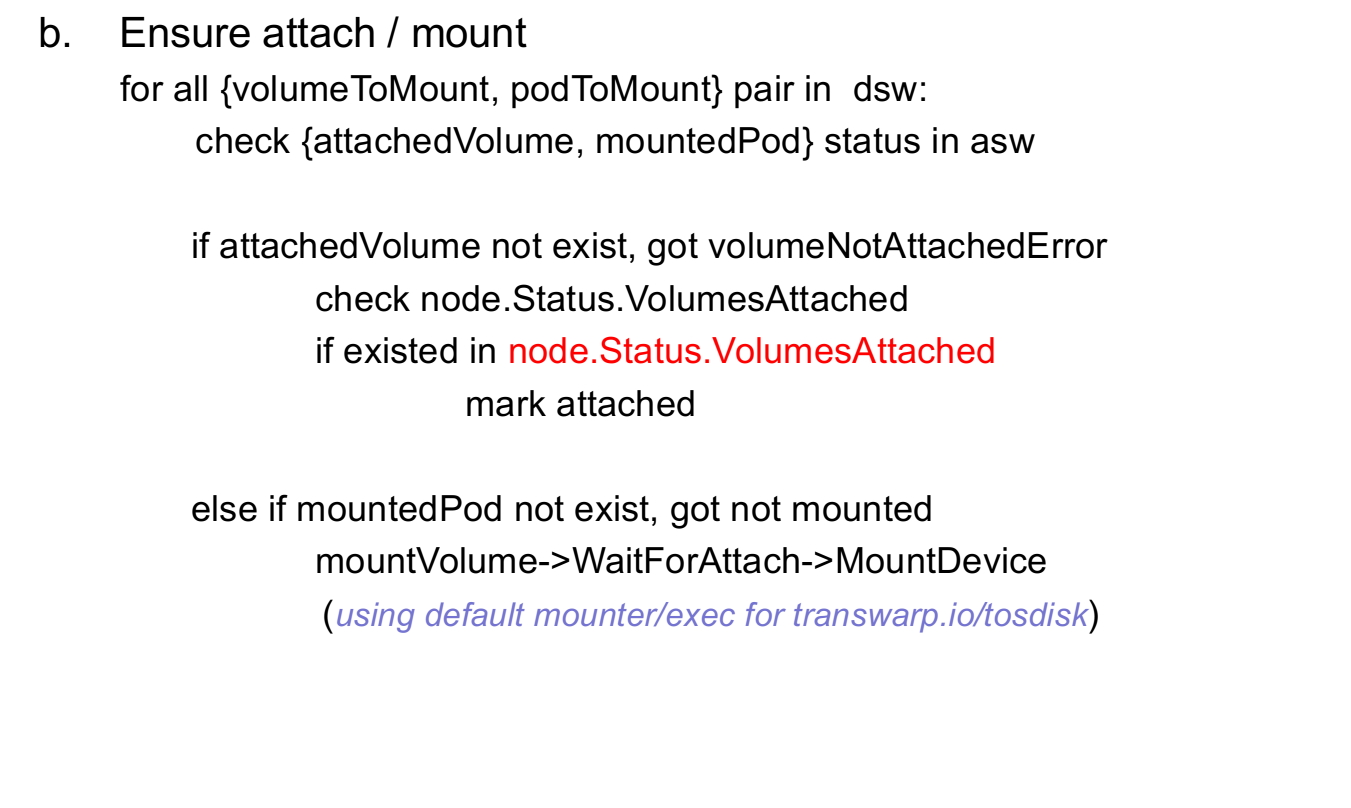 b. Ensure attach / mount
for all {volumeToMount, podToMount} pair in dsw:
check {attachedVolume, mountedPod} status in asw
if attachedVolume not exist, got volumeNotAttachedError
check node.Status.VolumesAttached
if existed in node.Status.VolumesAttached
mark attached
else if mountedPod not exist, got not mounted
mountVolume->WaitForAttach->MountDevice
(using default mounter/exec for transwarp.io/tosdisk)